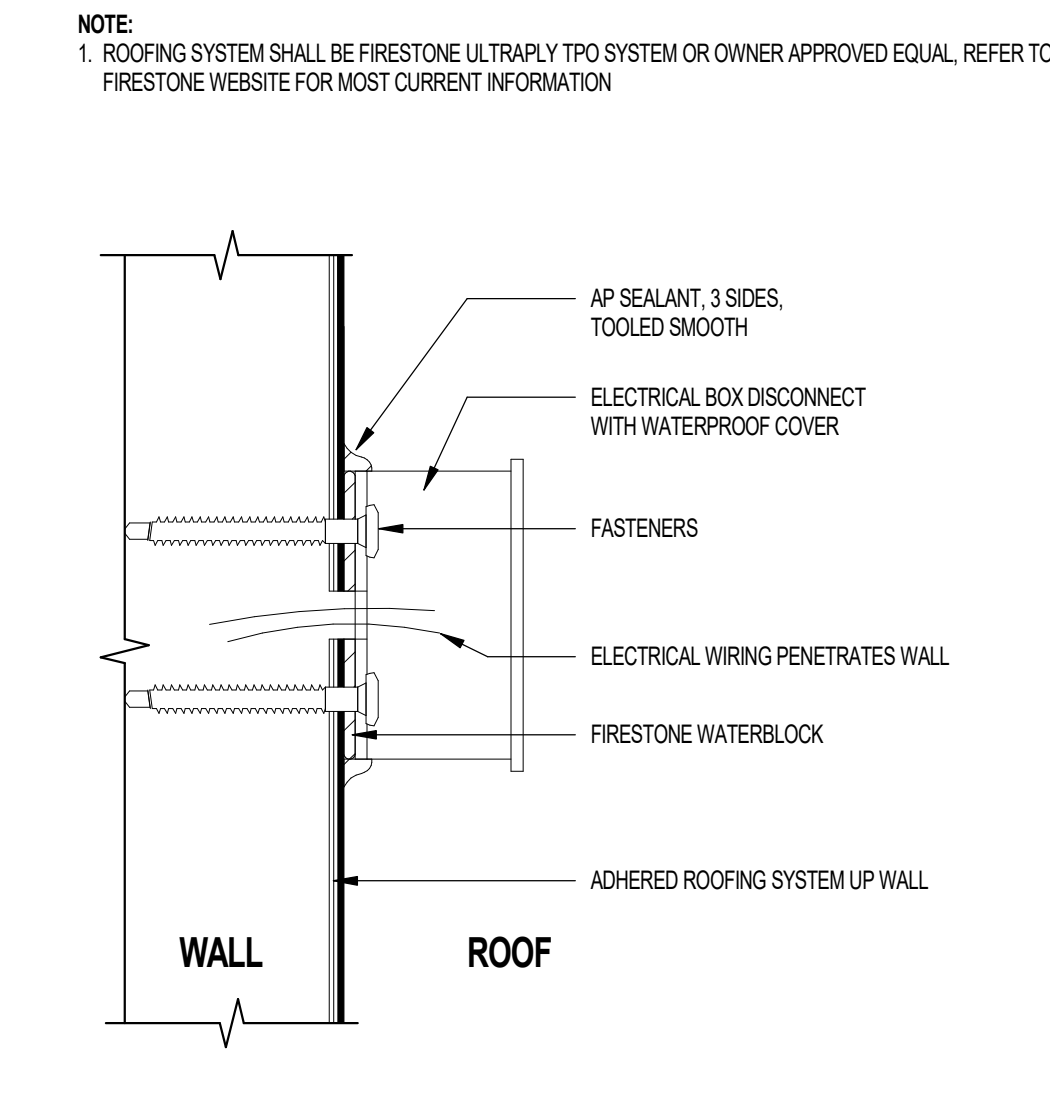 NOTE:
1. ROOFING SYSTEM SHALL BE FIRESTONE ULTRAPLY TPO SYSTEM OR OWNER APPROVED EQUAL, REFER TO
FIRESTONE WEBSITE FOR MOST CURRENT INFORMATION
AP SEALANT, 3 SIDES,
TOOLED SMOOTH
ELECTRICAL BOX DISCONNECT
WITH WATERPROOF COVER
FASTENERS
ELECTRICAL WIRING PENETRATES WALL
FIRESTONE WATERBLOCK
ADHERED ROOFING SYSTEM UP WALL
WALL
ROOF